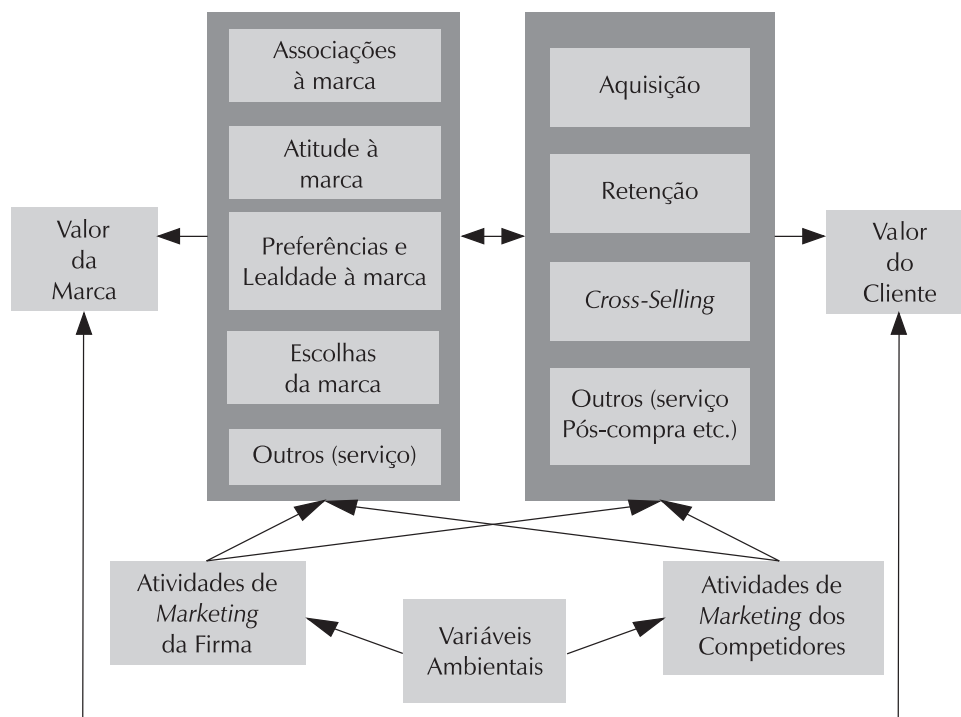 Associações
à marca
Atitude à
marca
Preferências e
Lealdade à marca
Escolhas
da marca
Outros (serviço)
Aquisição
Retenção
Cross-Selling
Outros (serviço
Pós-compra etc.)
Valor
da
Marca
Valor
do
Cliente
Atividades de
Marketing
da Firma
Variáveis
Ambientais
Atividades de
Marketing dos
Competidores